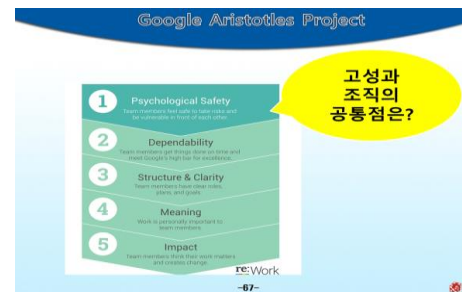 Google Aristotles Project
고성과
조직의
공통점은?
1
Psychological Safety
Team members feel safe to take risks and
be vulnerable in front of each other.
2
Dependability
Team members get things done on time and
meet Google's high bar for excellence.
3
Structure & Clarity
Team members have clear roles,
plans, and goals.
4
Meaning
Work is personally important to
team members.
5
Impact
Team members think their work matters
and creates change.
re:Work
-67-